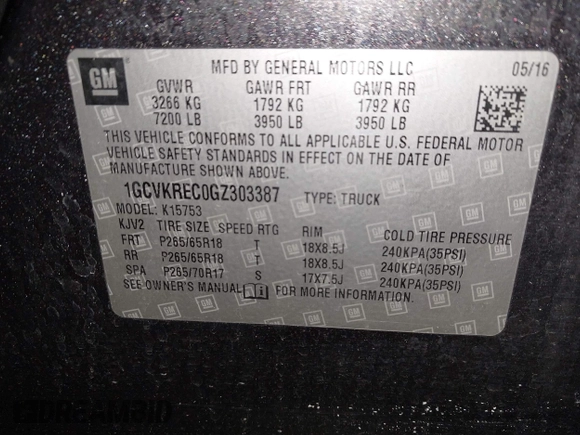 GM
MFD BY GENERAL MOTORS LLC 05/16
GVWR GAWR FRT GAWR RR
3266 KG 1792 KG 1792 KG
7200 LB 3950 LB 3950 LB
THIS VEHICLE CONFORMS TO ALL APPLICABLE U.S. FEDERAL MOTOR
VEHICLE SAFETY STANDARDS IN EFFECT ON THE DATE OF
MANUFACTURE SHOWN ABOVE.
1GCVKREC0GZ303387 TYPE: TRUCK
MODEL: K15753
KJV2 TIRE SIZE SPEED RTG RIM COLD TIRE PRESSURE
FRT P265/65R18 T 18X8.5J 240KPA(35PSI)
RR P265/65R18 T 18X8.5J 240KPA(35PSI)
SPA P265/70R17 S 17X7.5J 240KPA(35PSI)
SEE OWNER'S MANUAL i FOR MORE INFORMATION.
DREAMBID